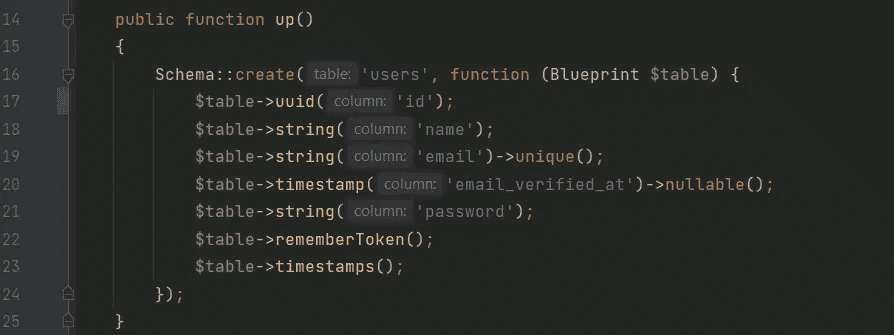 14 public function up()
15 {
16 Schema::create( table: 'users', function (Blueprint $table) {
17 $table->uuid( column: 'id');
18 $table->string( column: 'name');
19 $table->string( column: 'email')->unique();
20 $table->timestamp( column: 'email_verified_at')->nullable();
21 $table->string( column: 'password');
22 $table->rememberToken();
23 $table->timestamps();
24 });
25 }